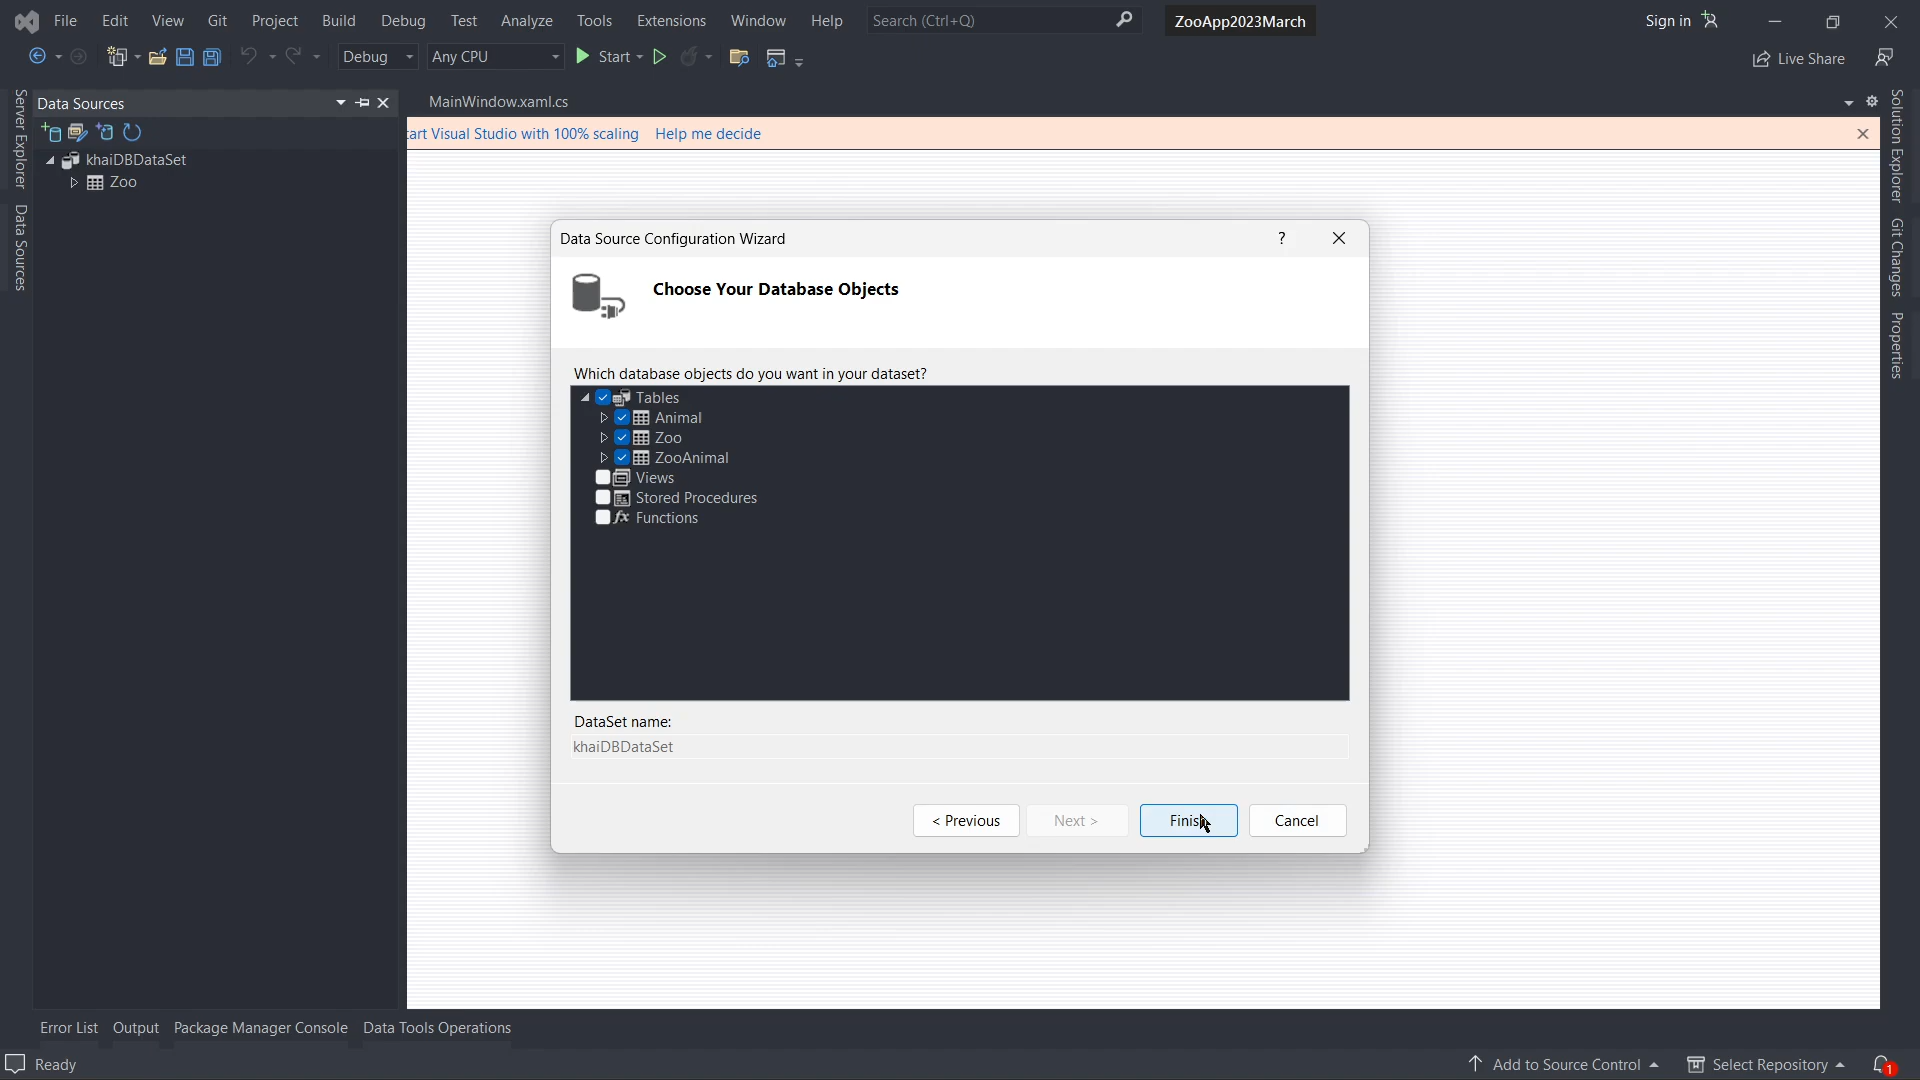 File Edit View Git Project Build Debug Test Analyze Tools Extensions Window Help Search (Ctrl+Q) ZooApp2023March Sign in
Debug Any CPU Start Live Share
Server Explorer
Data Sources
Data Sources
khaiDBDataSet
Zoo
MainWindow.xaml.cs
art Visual Studio with 100% scaling Help me decide
Data Source Configuration Wizard ?
Choose Your Database Objects
Which database objects do you want in your dataset?
Tables
Animal
Zoo
ZooAnimal
Views
Stored Procedures
fx Functions
DataSet name:
khaiDBDataSet
< Previous Next > Finish Cancel
Solution Explorer
Git Changes
Properties
Error List Output Package Manager Console Data Tools Operations
Ready Add to Source Control Select Repository 1